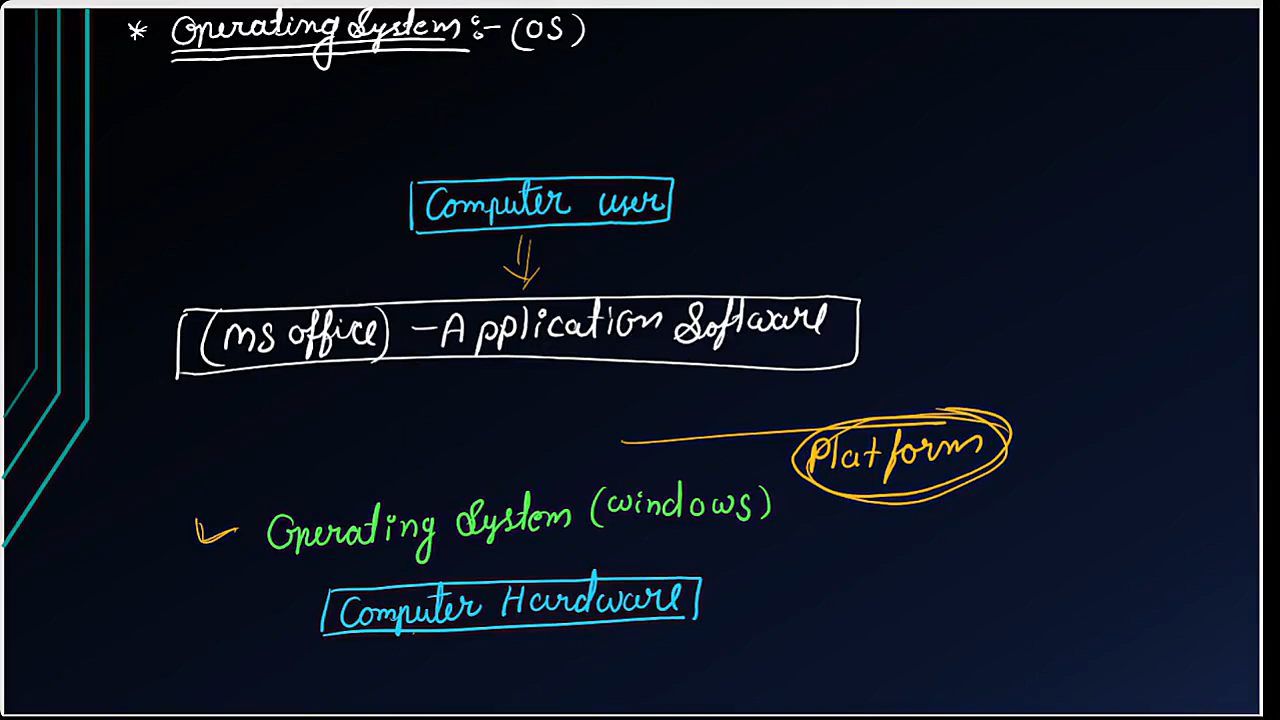 * Operating System :- (OS)
Computer user
(MS office) - Application Software
Platform
Operating System (windows)
Computer Hardware